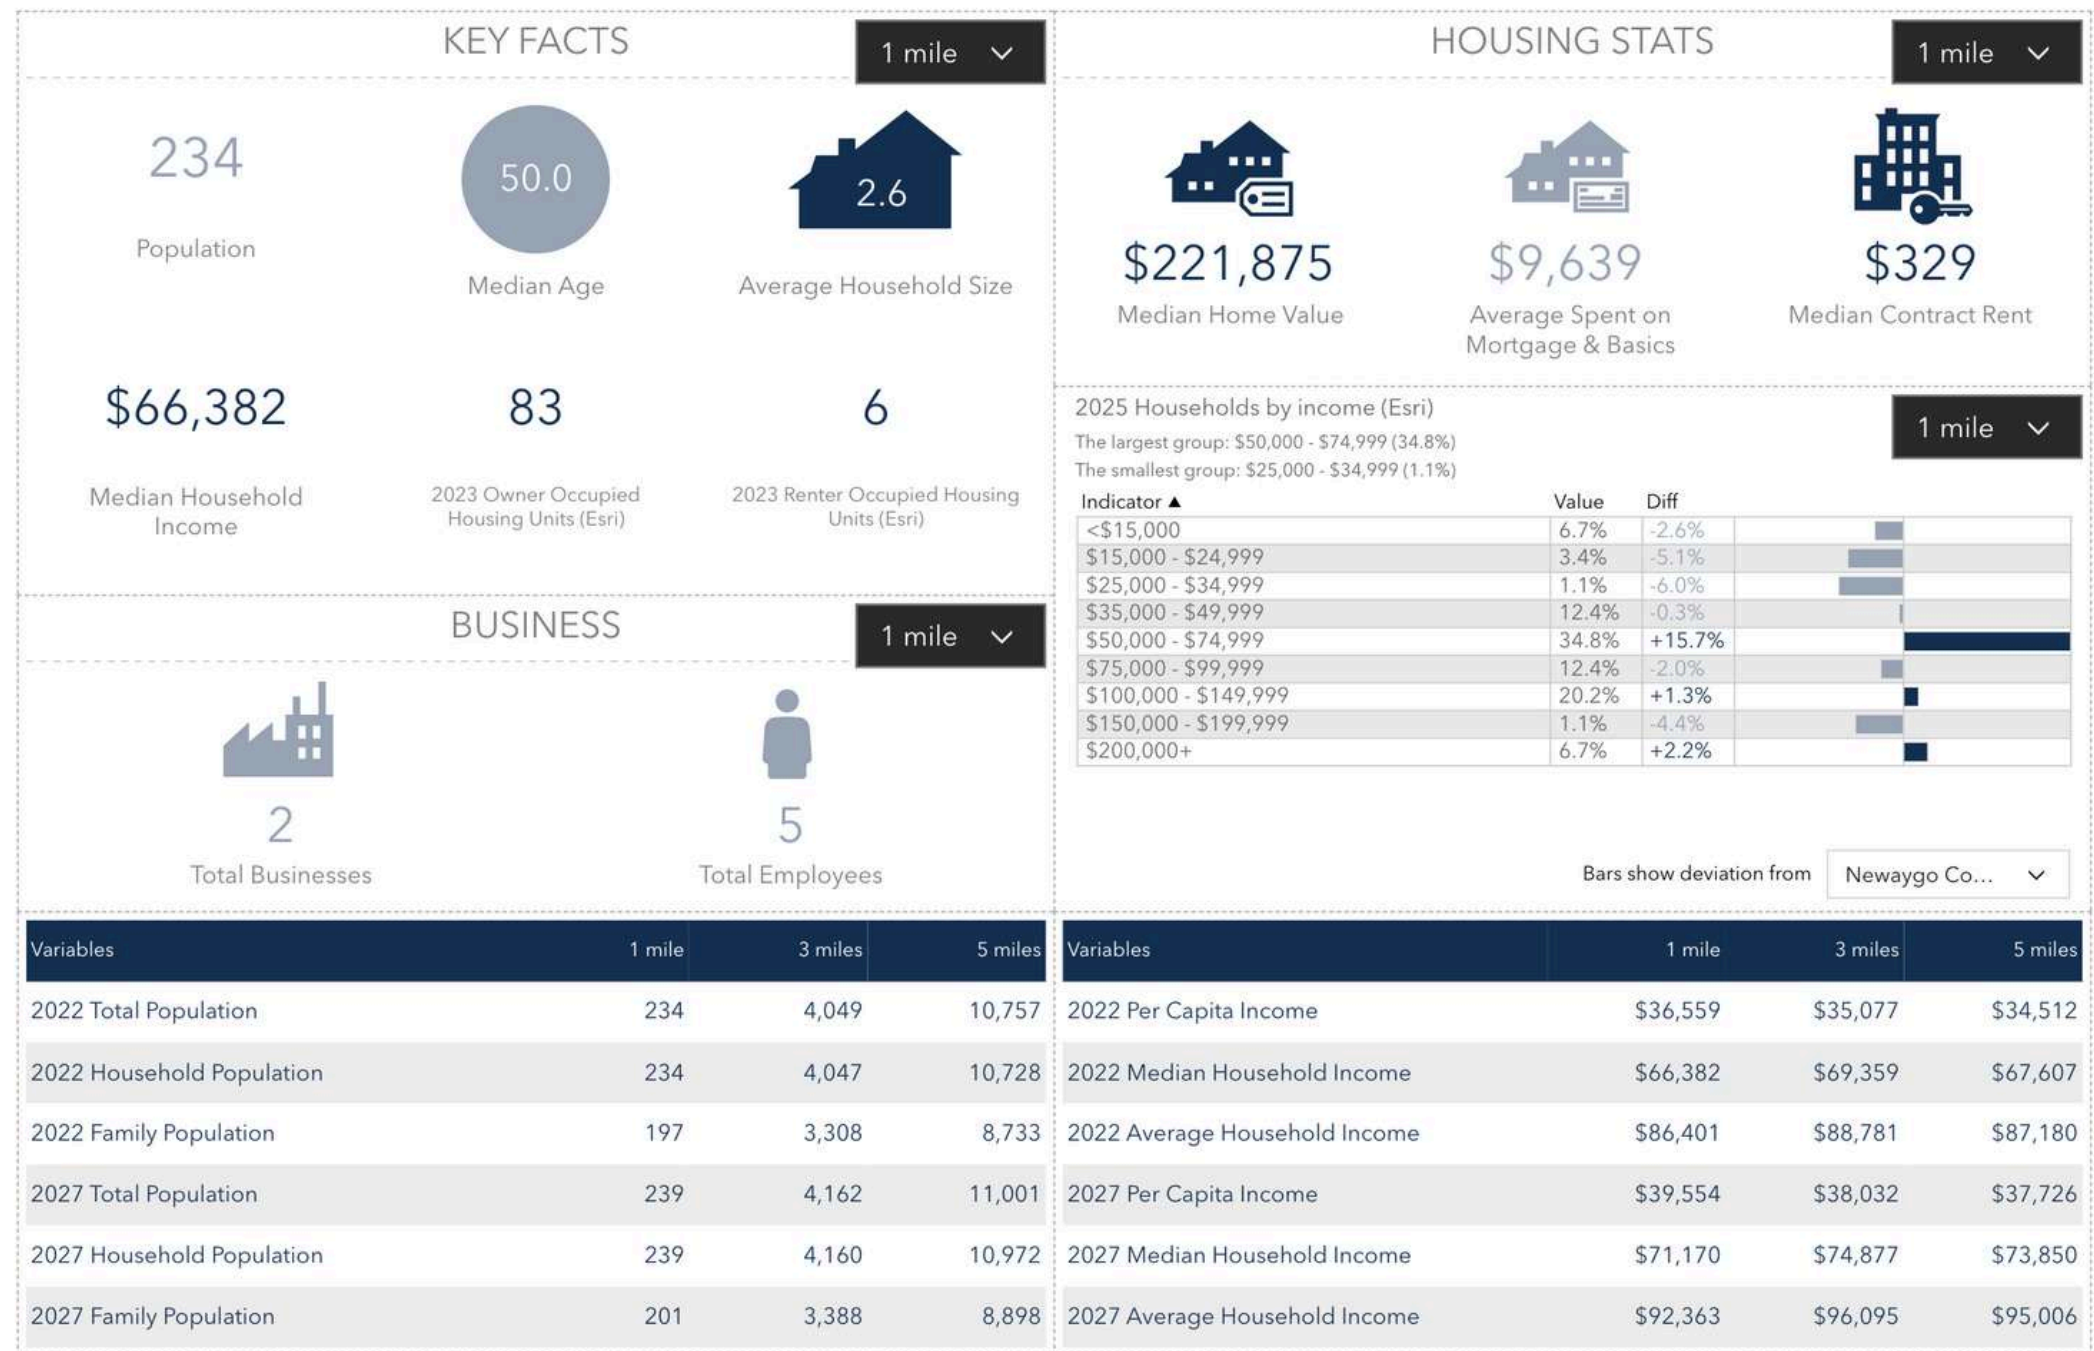 KEY FACTS
1 mile
234
Population
50.0
Median Age
2.6
Average Household Size
$66,382
Median Household
Income
83
2023 Owner Occupied
Housing Units (Esri)
6
2023 Renter Occupied Housing
Units (Esri)
BUSINESS
1 mile
2
Total Businesses
5
Total Employees
HOUSING STATS
1 mile
$221,875
Median Home Value
$9,639
Average Spent on
Mortgage & Basics
$329
Median Contract Rent
2025 Households by income (Esri)
The largest group: $50,000 - $74,999 (34.8%)
The smallest group: $25,000 - $34,999 (1.1%)
1 mile
Indicator ▲ Value Diff
<$15,000 6.7% -2.6%
$15,000 - $24,999 3.4% -5.1%
$25,000 - $34,999 1.1% -6.0%
$35,000 - $49,999 12.4% -0.3%
$50,000 - $74,999 34.8% +15.7%
$75,000 - $99,999 12.4% -2.0%
$100,000 - $149,999 20.2% +1.3%
$150,000 - $199,999 1.1% -4.4%
$200,000+ 6.7% +2.2%
Bars show deviation from Newaygo Co...
Variables 1 mile 3 miles 5 miles
2022 Total Population 234 4,049 10,757
2022 Household Population 234 4,047 10,728
2022 Family Population 197 3,308 8,733
2027 Total Population 239 4,162 11,001
2027 Household Population 239 4,160 10,972
2027 Family Population 201 3,388 8,898
Variables 1 mile 3 miles 5 miles
2022 Per Capita Income $36,559 $35,077 $34,512
2022 Median Household Income $66,382 $69,359 $67,607
2022 Average Household Income $86,401 $88,781 $87,180
2027 Per Capita Income $39,554 $38,032 $37,726
2027 Median Household Income $71,170 $74,877 $73,850
2027 Average Household Income $92,363 $96,095 $95,006